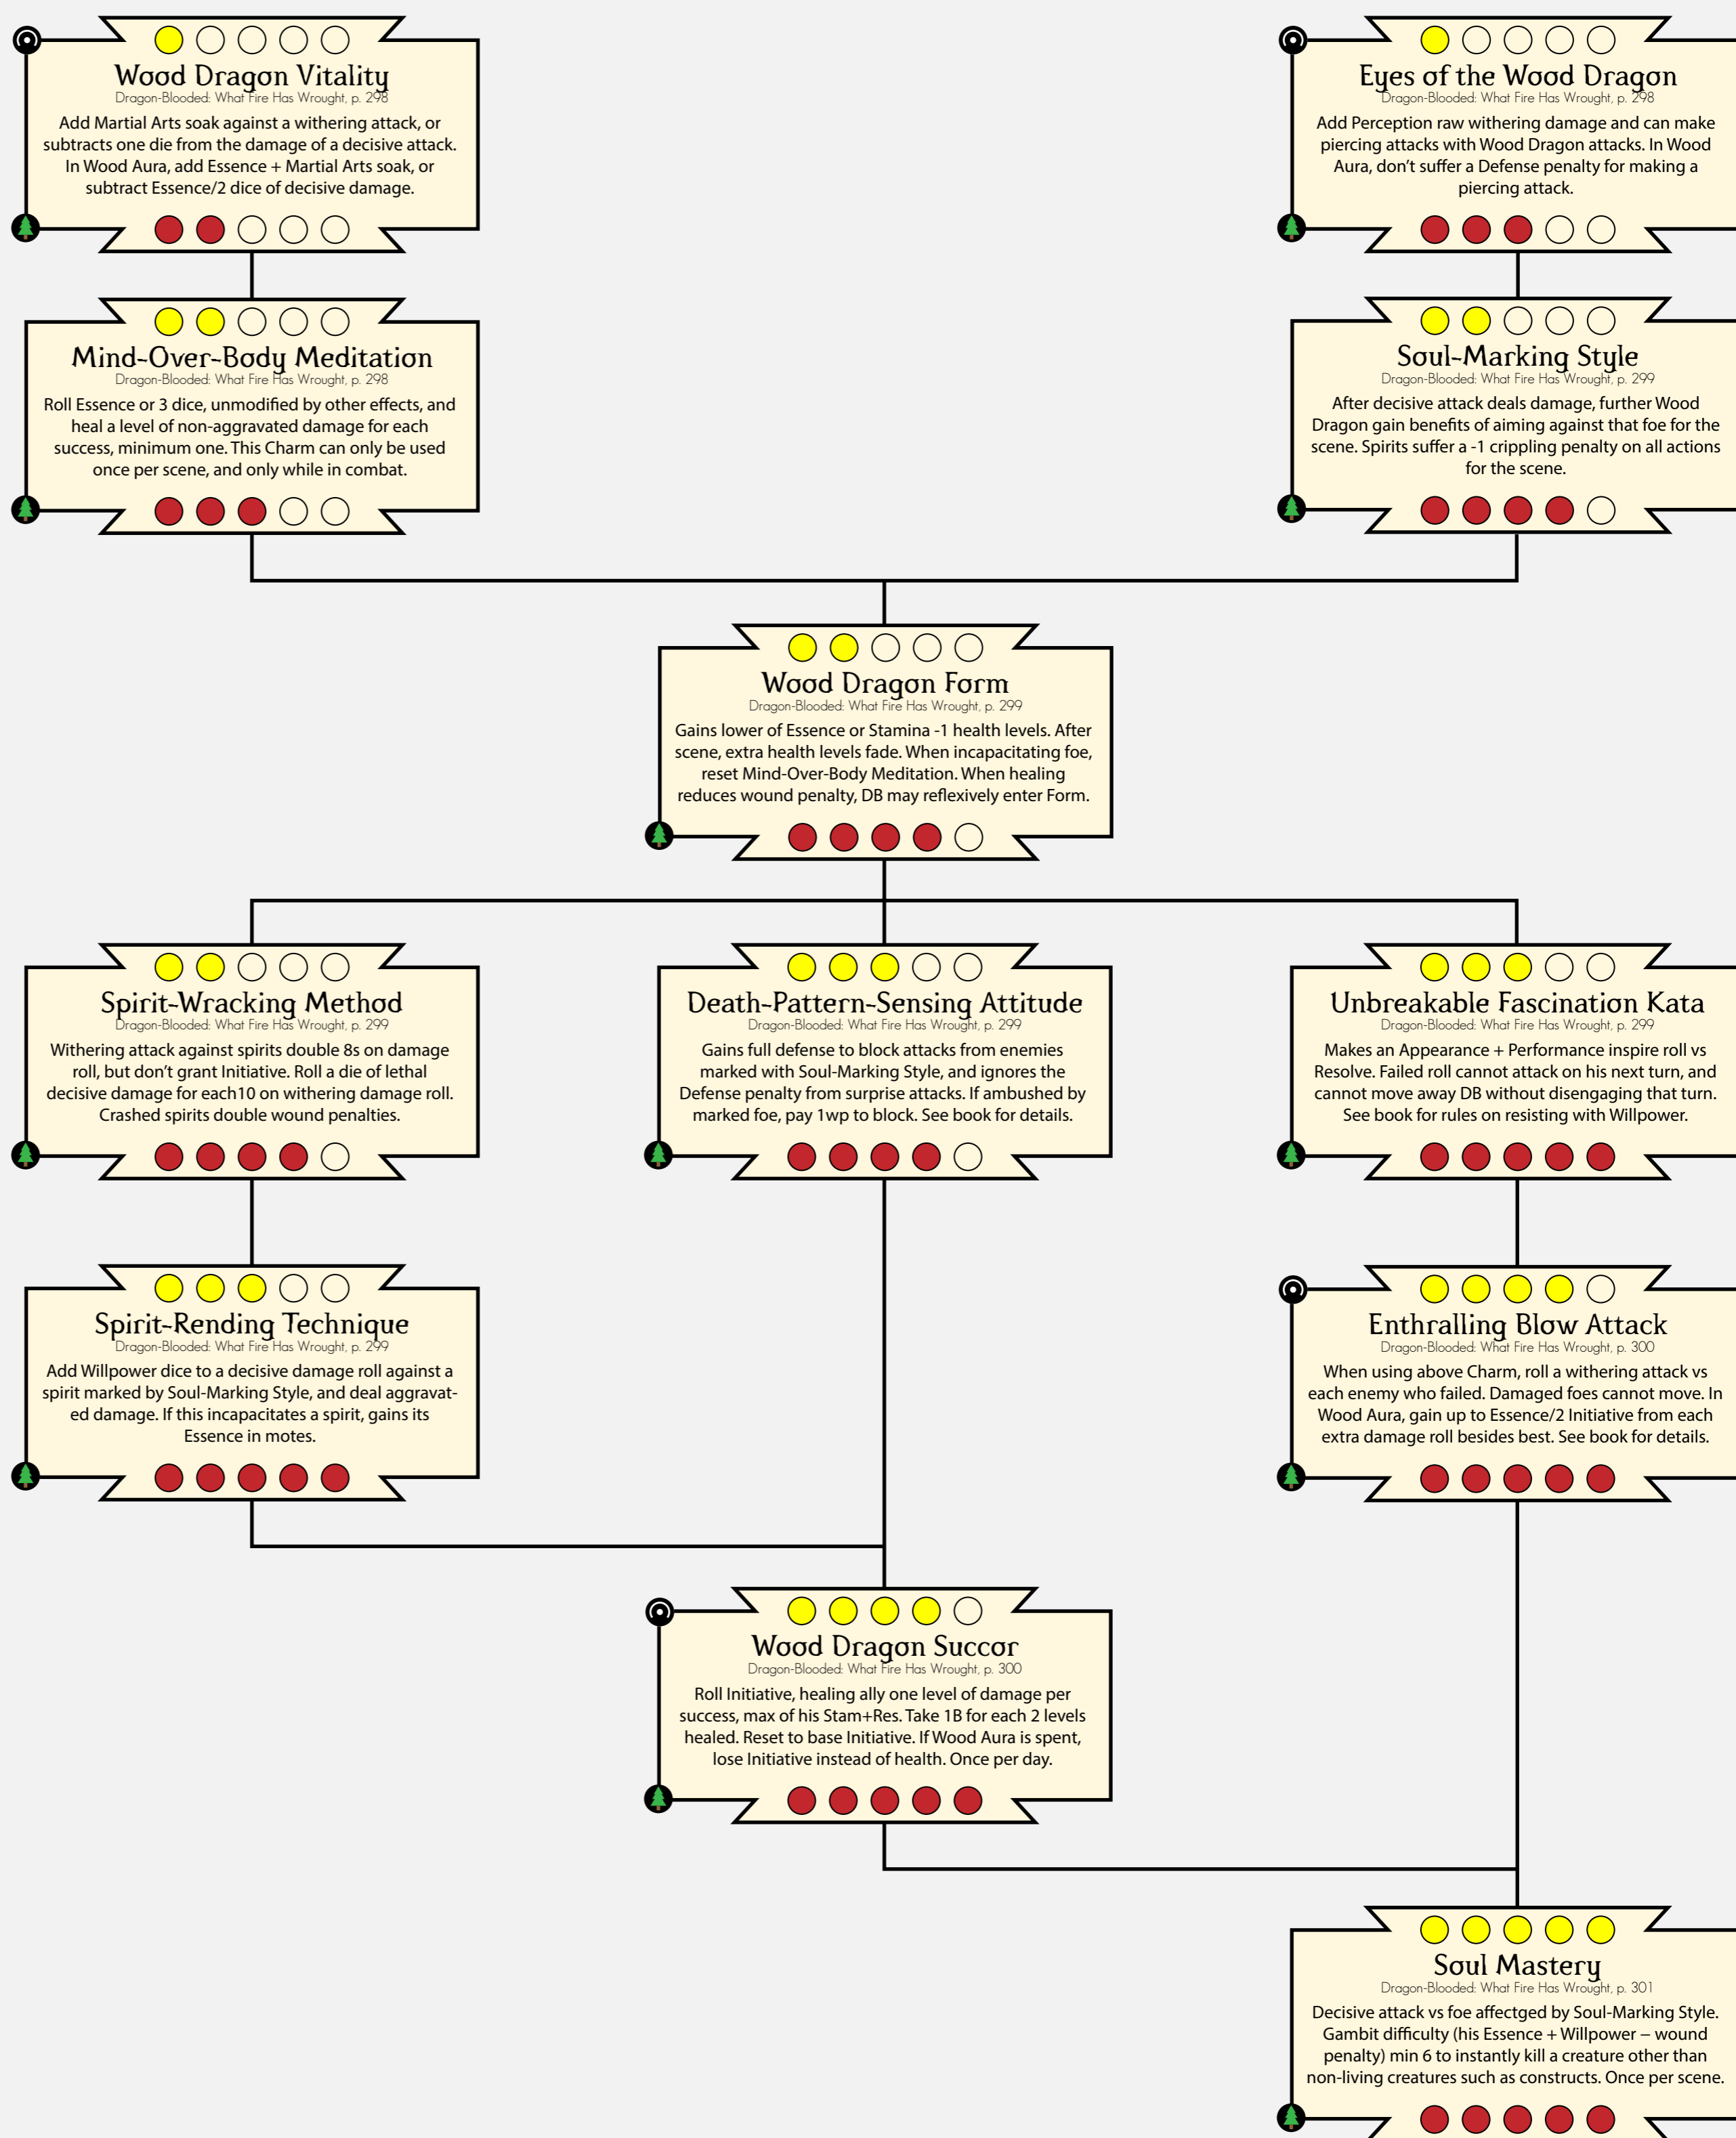 Wood Dragon Vitality
Dragon-Blooded: What Fire Has Wrought, p. 298
Add Martial Arts soak against a withering attack, or
subtracts one die from the damage of a decisive attack.
In Wood Aura, add Essence + Martial Arts soak, or
subtract Essence/2 dice of decisive damage.
Eyes of the Wood Dragon
Dragon-Blooded: What Fire Has Wrought, p. 298
Add Perception raw withering damage and can make
piercing attacks with Wood Dragon attacks. In Wood
Aura, don't suffer a Defense penalty for making a
piercing attack.
Mind-Over-Body Meditation
Dragon-Blooded: What Fire Has Wrought, p. 298
Roll Essence or 3 dice, unmodified by other effects, and
heal a level of non-aggravated damage for each
success, minimum one. This Charm can only be used
once per scene, and only while in combat.
Soul-Marking Style
Dragon-Blooded: What Fire Has Wrought, p. 299
After decisive attack deals damage, further Wood
Dragon gain benefits of aiming against that foe for the
scene. Spirits suffer a -1 crippling penalty on all actions
for the scene.
Wood Dragon Form
Dragon-Blooded: What Fire Has Wrought, p. 299
Gains lower of Essence or Stamina -1 health levels. After
scene, extra health levels fade. When incapacitating foe,
reset Mind-Over-Body Meditation. When healing
reduces wound penalty, DB may reflexively enter Form.
Spirit-Wracking Method
Dragon-Blooded: What Fire Has Wrought, p. 299
Withering attack against spirits double 8s on damage
roll, but don't grant Initiative. Roll a die of lethal
decisive damage for each10 on withering damage roll.
Crashed spirits double wound penalties.
Death-Pattern-Sensing Attitude
Dragon-Blooded: What Fire Has Wrought, p. 299
Gains full defense to block attacks from enemies
marked with Soul-Marking Style, and ignores the
Defense penalty from surprise attacks. If ambushed by
marked foe, pay 1wp to block. See book for details.
Unbreakable Fascination Kata
Dragon-Blooded: What Fire Has Wrought, p. 299
Makes an Appearance + Performance inspire roll vs
Resolve. Failed roll cannot attack on his next turn, and
cannot move away DB without disengaging that turn.
See book for rules on resisting with Willpower.
Spirit-Rending Technique
Dragon-Blooded: What Fire Has Wrought, p. 299
Add Willpower dice to a decisive damage roll against a
spirit marked by Soul-Marking Style, and deal aggravat-
ed damage. If this incapacitates a spirit, gains its
Essence in motes.
Enthralling Blow Attack
Dragon-Blooded: What Fire Has Wrought, p. 300
When using above Charm, roll a withering attack vs
each enemy who failed. Damaged foes cannot move. In
Wood Aura, gain up to Essence/2 Initiative from each
extra damage roll besides best. See book for details.
Wood Dragon Succor
Dragon-Blooded: What Fire Has Wrought, p. 300
Roll Initiative, healing ally one level of damage per
success, max of his Stam+Res. Take 1B for each 2 levels
healed. Reset to base Initiative. If Wood Aura is spent,
lose Initiative instead of health. Once per day.
Soul Mastery
Dragon-Blooded: What Fire Has Wrought, p. 301
Decisive attack vs foe affectged by Soul-Marking Style.
Gambit difficulty (his Essence + Willpower – wound
penalty) min 6 to instantly kill a creature other than
non-living creatures such as constructs. Once per scene.